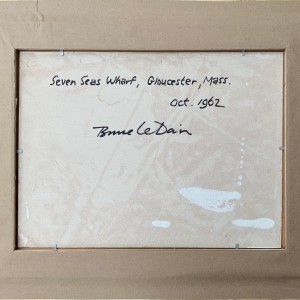 Seven Seas Wharf, Gloucester, Mass.
Oct. 1962
Bruce LeDain